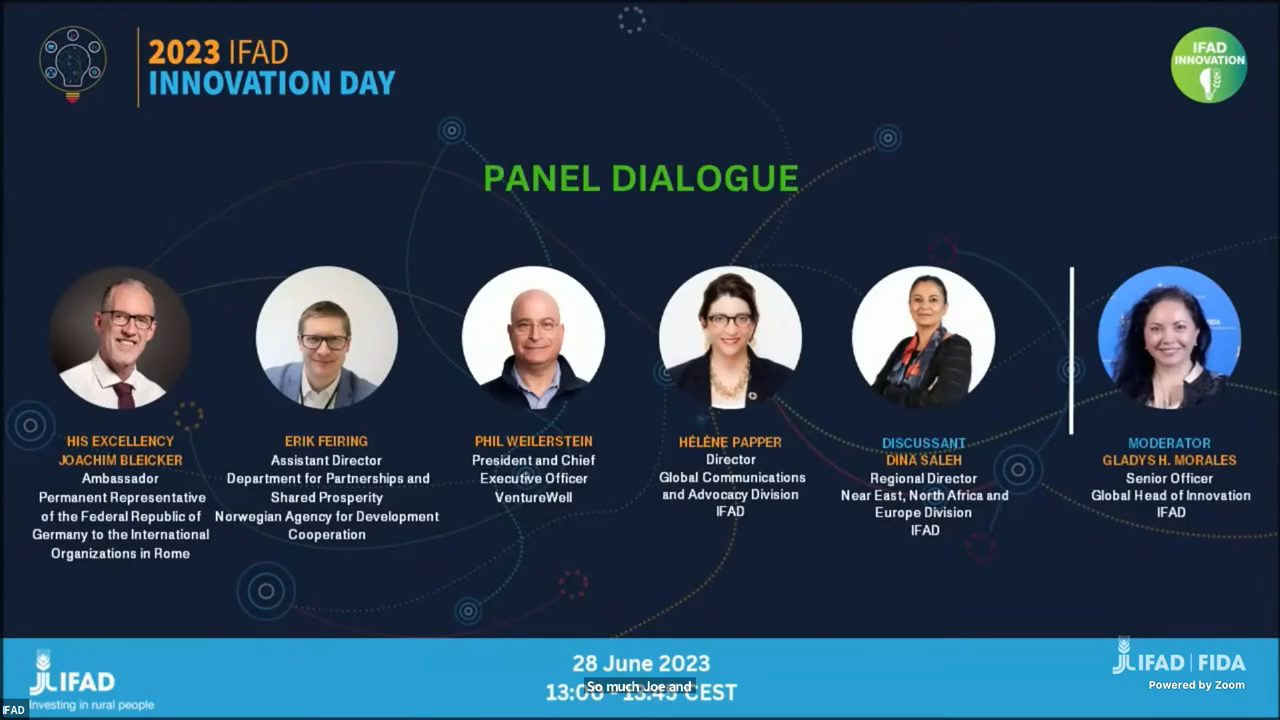 2023 IFAD
INNOVATION DAY
IFAD
INNOVATION
PANEL DIALOGUE
HIS EXCELLENCY
JOACHIM BLEICKER
Ambassador
Permanent Representative
of the Federal Republic of
Germany to the International
Organizations in Rome
ERIK FEIRING
Assistant Director
Department for Partnerships and
Shared Prosperity
Norwegian Agency for Development
Cooperation
PHIL WEILERSTEIN
President and Chief
Executive Officer
VentureWell
HÉLÈNE PAPPER
Director
Global Communications
and Advocacy Division
IFAD
DISCUSSANT
DINA SALEH
Regional Director
Near East, North Africa and
Europe Division
IFAD
MODERATOR
GLADYS H. MORALES
Senior Officer
Global Head of Innovation
IFAD
IFAD
Investing in rural people
IFAD
28 June 2023
13:00 - 13:45 CEST
So much Joe and
IFAD | FIDA
Powered by Zoom